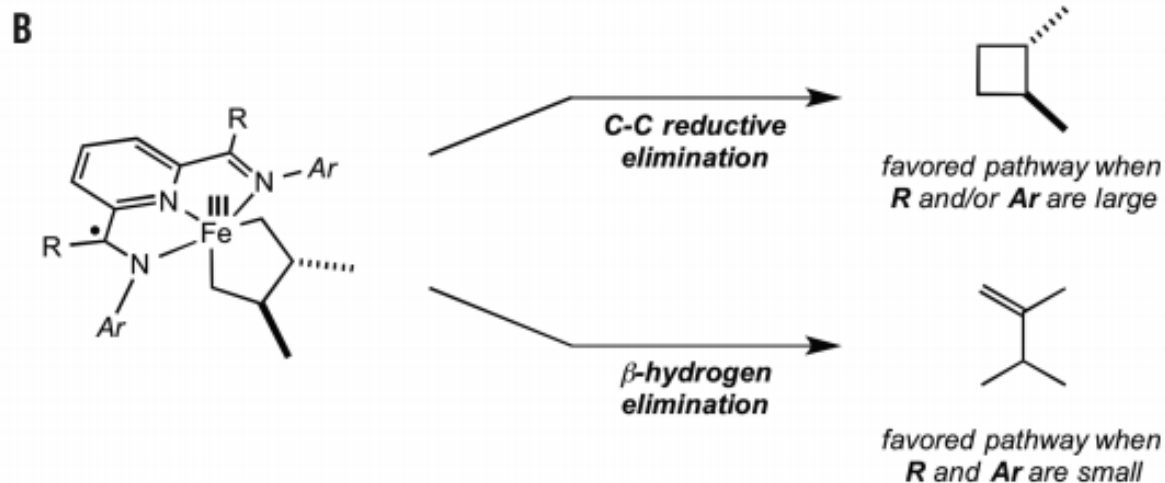 B
R
N
Ar
N
III
Fe
R
N
Ar
C-C reductive
elimination
favored pathway when
R and/or Ar are large
β-hydrogen
elimination
favored pathway when
R and Ar are small